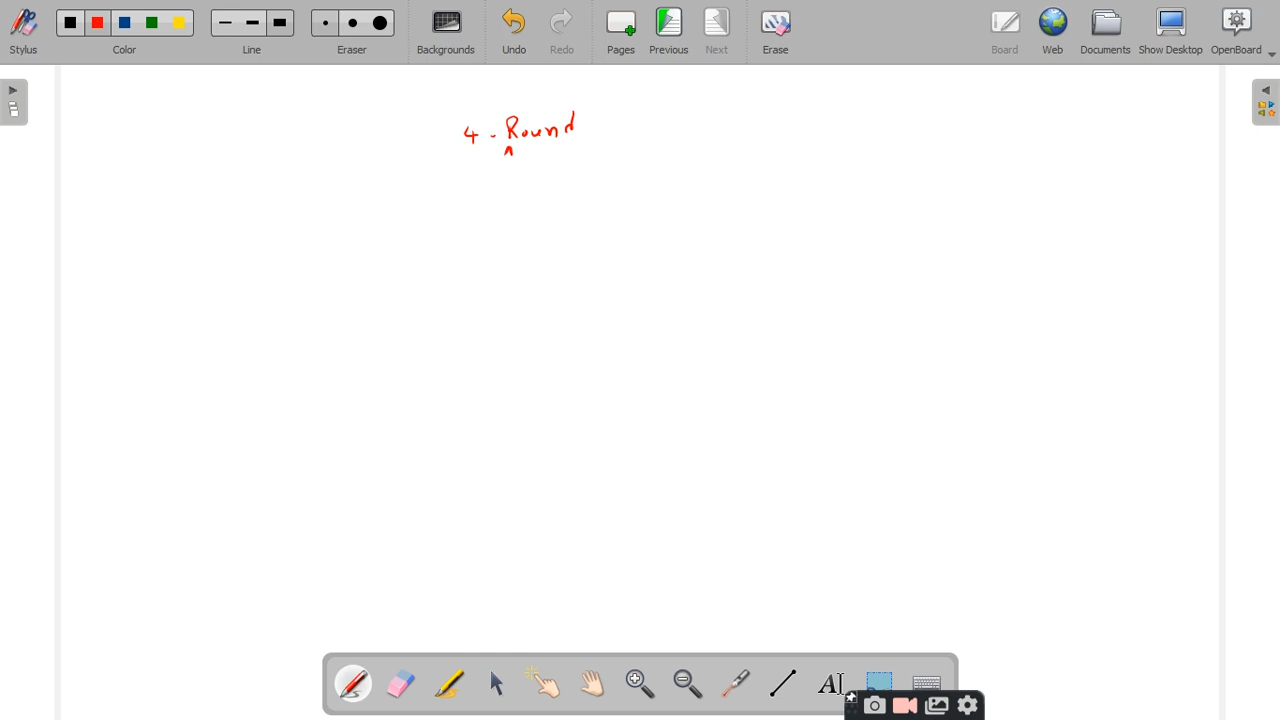 Stylus
Color
Line
Eraser
Backgrounds
Undo
Redo
Pages
Previous
Next
Erase
Board
Web
Documents
Show Desktop
OpenBoard
4 - Round
^